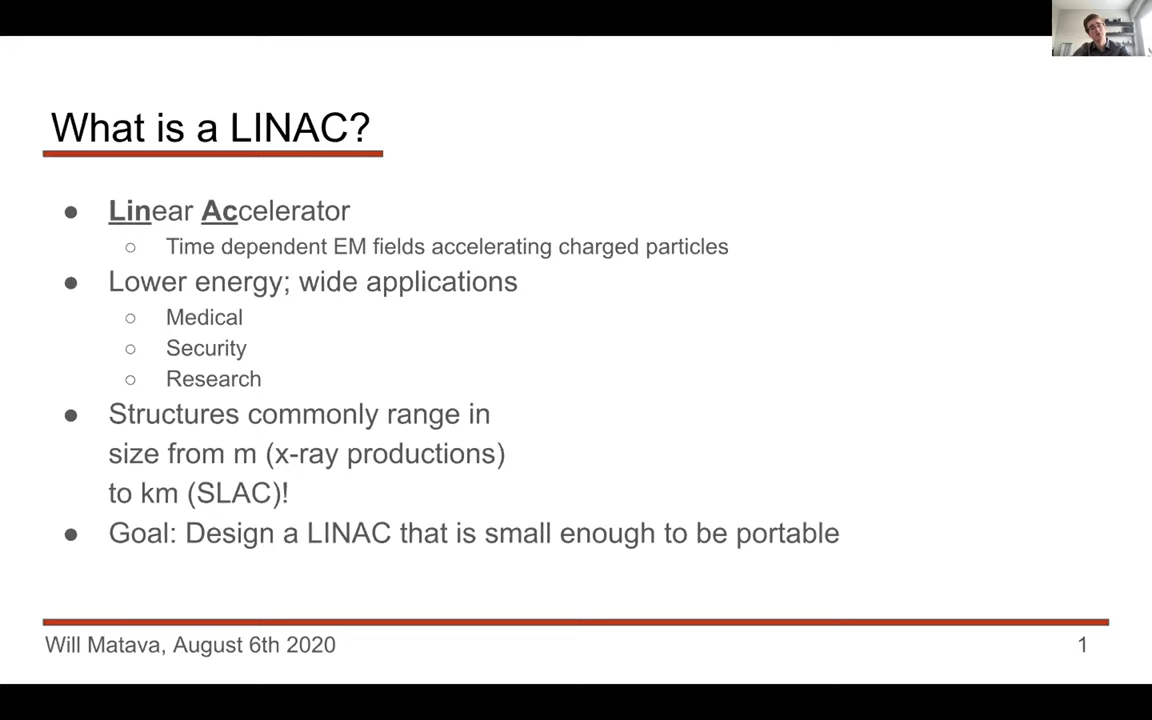 What is a LINAC?
● Linear Accelerator
○ Time dependent EM fields accelerating charged particles
● Lower energy; wide applications
○ Medical
○ Security
○ Research
● Structures commonly range in
size from m (x-ray productions)
to km (SLAC)!
● Goal: Design a LINAC that is small enough to be portable
Will Matava, August 6th 2020
1